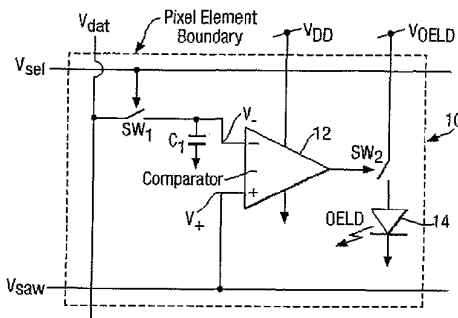 Vdat
Pixel Element
Boundary
VDD
VOELD
Vsel
SW1
C1
V-
12
10
SW2
Comparator
−
−
+
V+
OELD
14
Vsaw